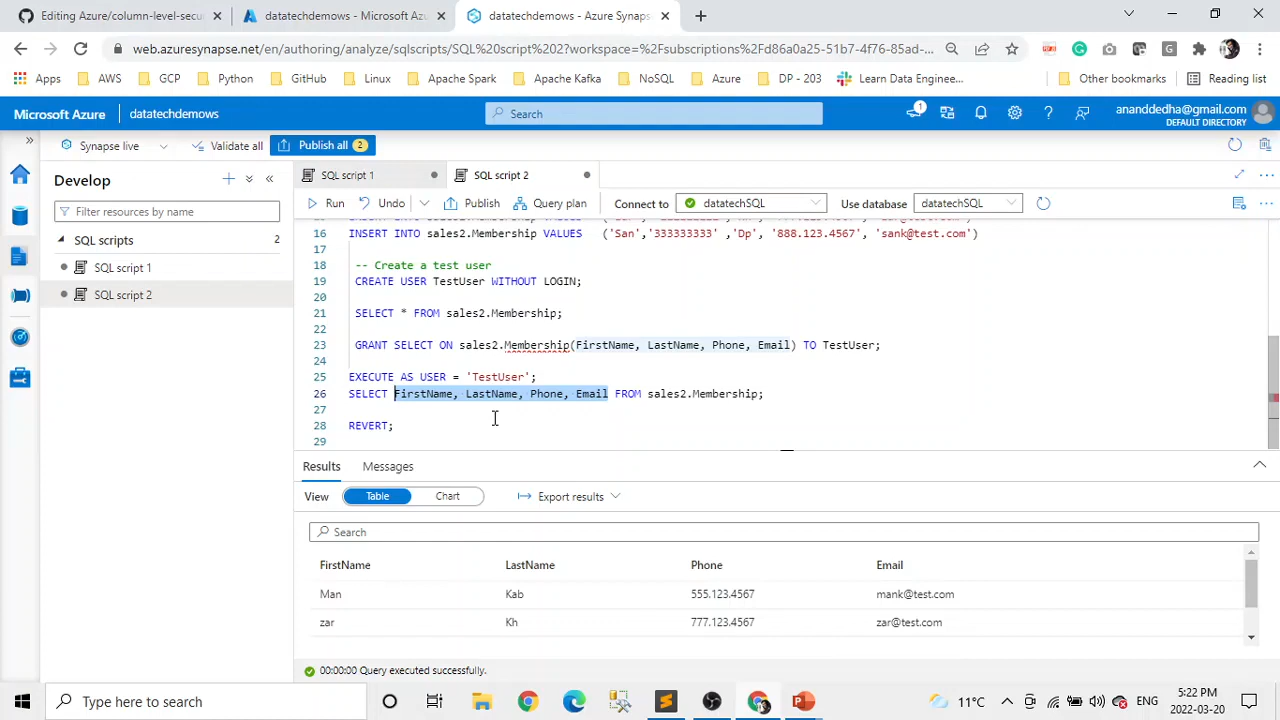 Editing Azure/column-level-secu
datatechdemows - Microsoft Az
datatechdemows - Azure Synaps
web.azuresynapse.net/en/authoring/analyze/sqlscripts/SQL%20script%202?workspace=%2Fsubscriptions%2Fd86a0a25-51b7-4f76-85ad-...
Apps
AWS
GCP
Python
GitHub
Linux
Apache Spark
Apache Kafka
NoSQL
Azure
DP - 203
Learn Data Enginee...
Other bookmarks
Reading list
Microsoft Azure
datatechdemows
Search
1
ananddedha@gmail.com
DEFAULT DIRECTORY
Synapse live
Validate all
Publish all 2
Develop
Filter resources by name
SQL scripts 2
SQL script 1
SQL script 2
SQL script 1
SQL script 2
Run
Undo
Publish
Query plan
Connect to
datatechSQL
Use database
datatechSQL
16 INSERT INTO sales2.Membership VALUES ('San','333333333' ,'Dp', '888.123.4567', 'sank@test.com')
17
18 -- Create a test user
19 CREATE USER TestUser WITHOUT LOGIN;
20
21 SELECT * FROM sales2.Membership;
22
23 GRANT SELECT ON sales2.Membership(FirstName, LastName, Phone, Email) TO TestUser;
24
25 EXECUTE AS USER = 'TestUser';
26 SELECT FirstName, LastName, Phone, Email FROM sales2.Membership;
27
28 REVERT;
29
Results
Messages
View
Table
Chart
Export results
Search
FirstName LastName Phone Email
Man Kab 555.123.4567 mank@test.com
zar Kh 777.123.4567 zar@test.com
00:00:00 Query executed successfully.
Type here to search
11°C
ENG
5:22 PM
2022-03-20